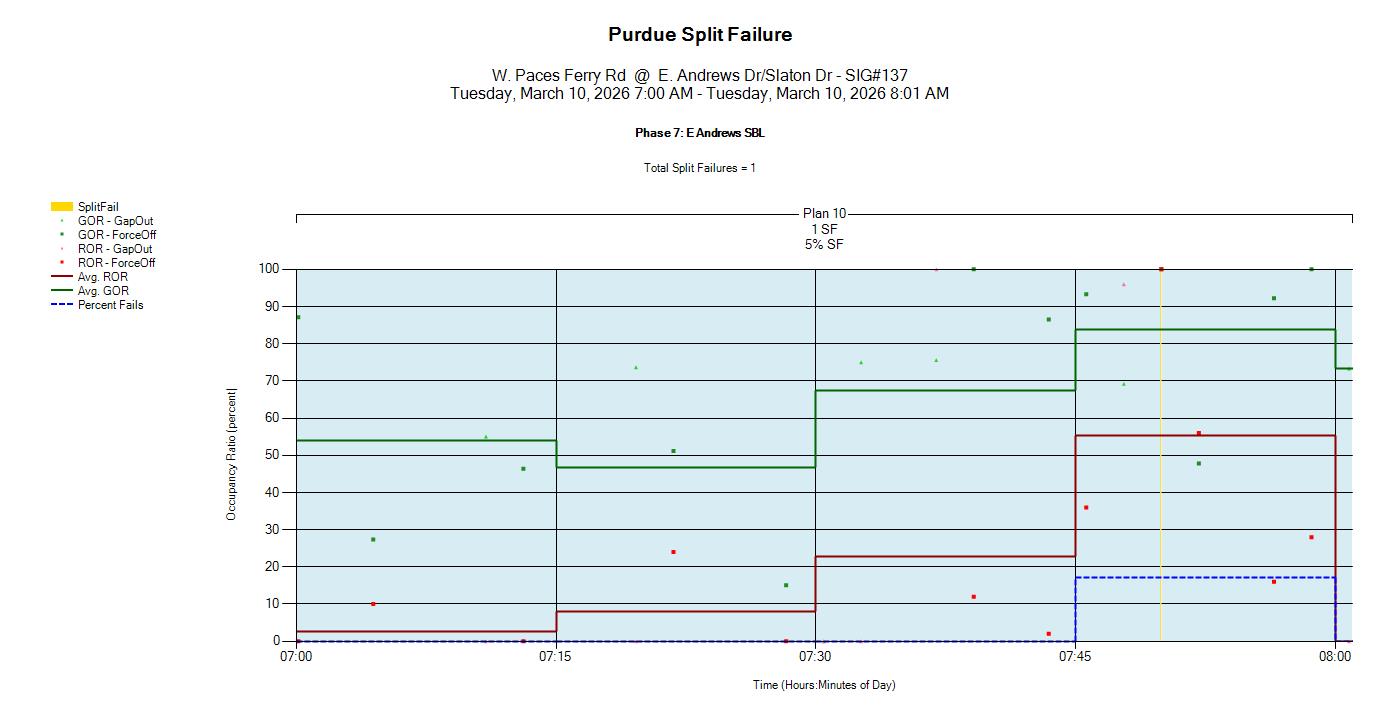 Purdue Split Failure
W. Paces Ferry Rd @ E. Andrews Dr/Slaton Dr - SIG#137
Tuesday, March 10, 2026 7:00 AM - Tuesday, March 10, 2026 8:01 AM
Phase 7: E Andrews SBL
Total Split Failures = 1
SplitFail
GOR - GapOut
GOR - ForceOff
ROR - GapOut
ROR - ForceOff
Avg. ROR
Avg. GOR
Percent Fails
Plan 10
1 SF
5% SF
Occupancy Ratio (percent)
100
90
80
70
60
50
40
30
20
10
0
07:00 07:15 07:30 07:45 08:00
Time (Hours:Minutes of Day)